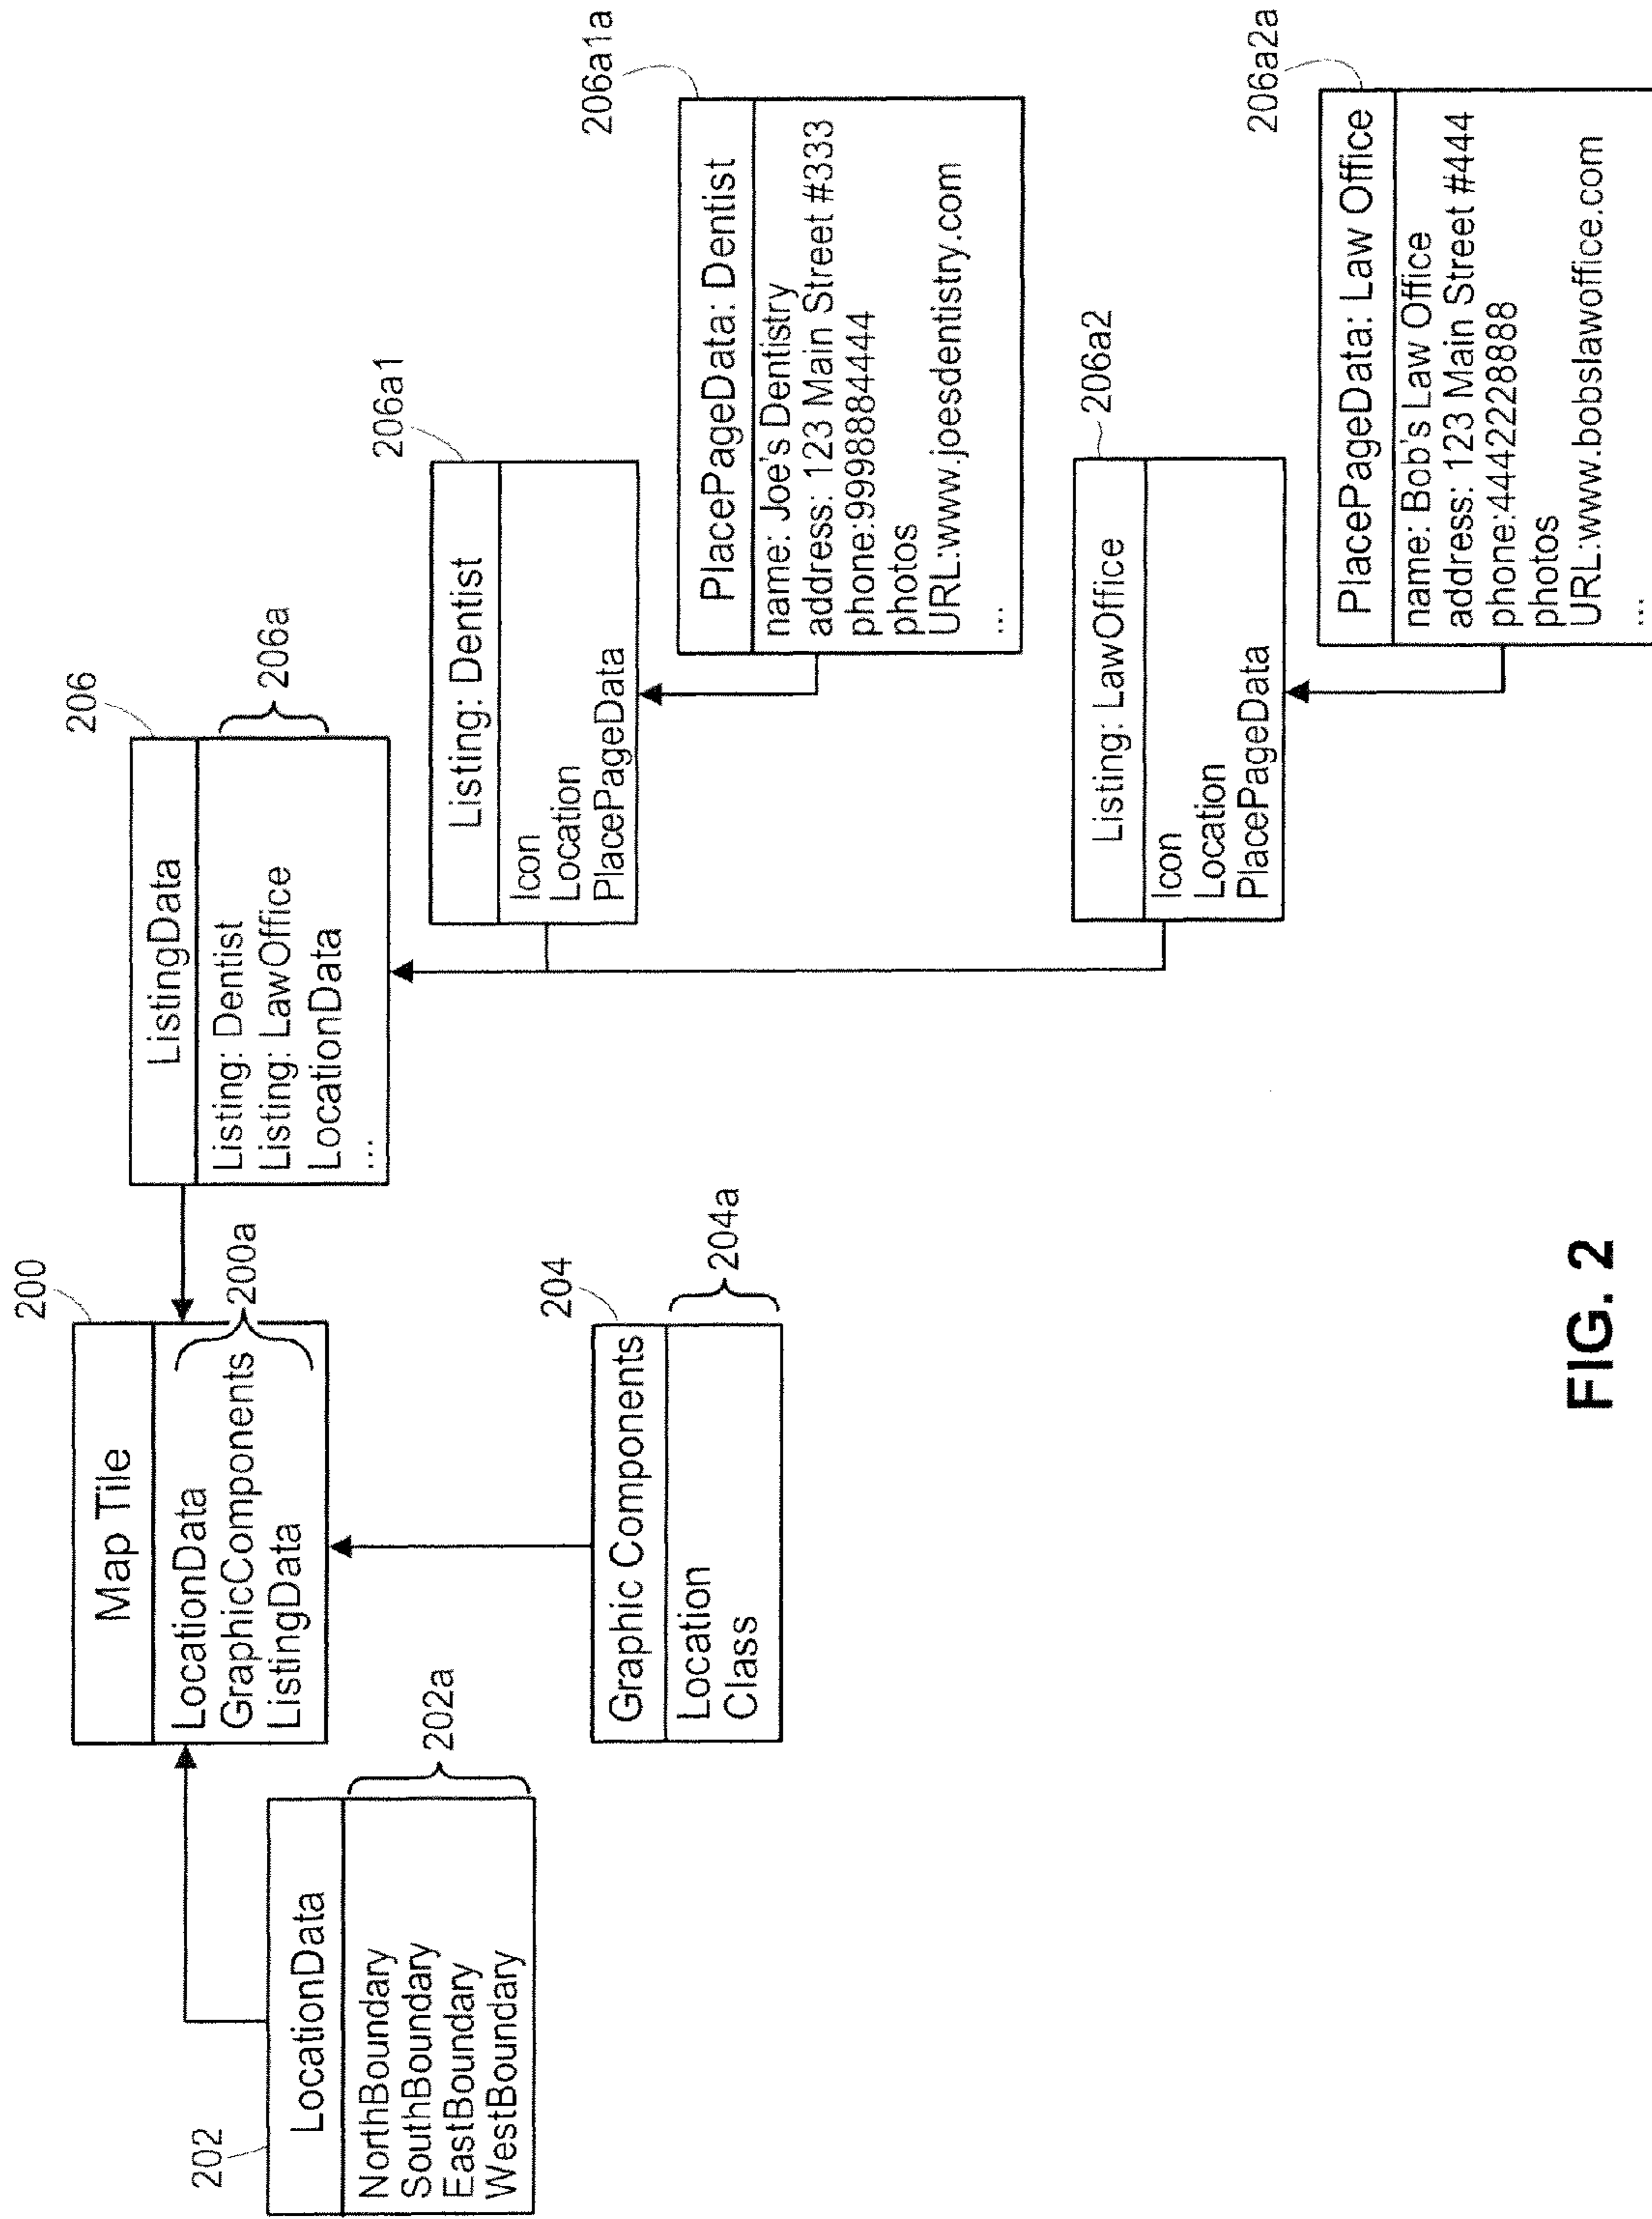 200
Map Tile
LocationData
GraphicComponents
ListingData
200a
202
LocationData
NorthBoundary
SouthBoundary
EastBoundary
WestBoundary
202a
204
Graphic Components
Location
Class
204a
206
ListingData
Listing: Dentist
Listing: LawOffice
LocationData
...
206a
206a1
Listing: Dentist
Icon
Location
PlacePageData
206a1a
PlacePageData: Dentist
name: Joe's Dentistry
address: 123 Main Street #333
phone:9998884444
photos
URL:www.joesdentistry.com
...
206a2
Listing: LawOffice
Icon
Location
PlacePageData
206a2a
PlacePageData: Law Office
name: Bob's Law Office
address: 123 Main Street #444
phone:4442228888
photos
URL:www.bobslawoffice.com
...
FIG. 2